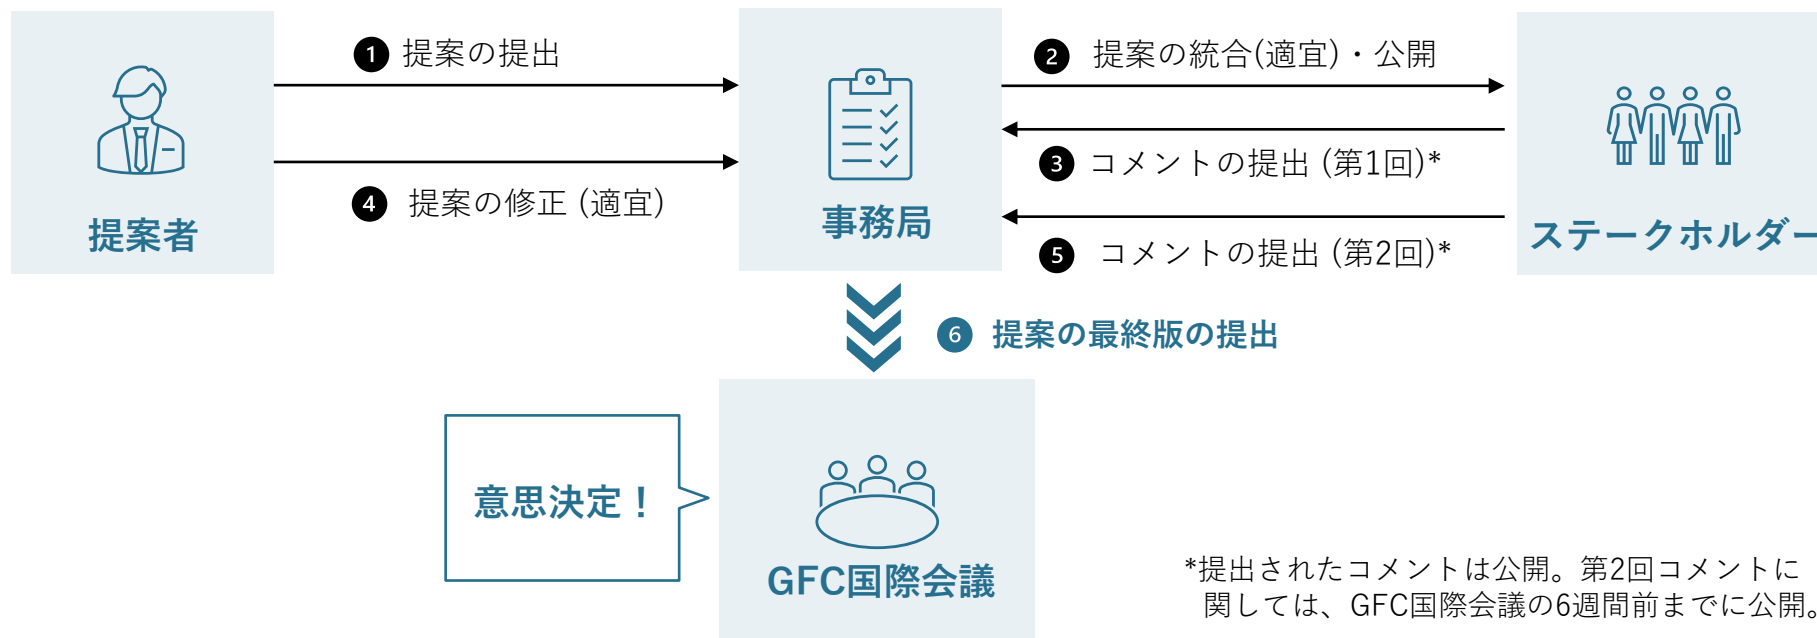 ❶ 提案の提出
❷ 提案の統合(適宜)・公開
❸ コメントの提出 (第1回)*
❹ 提案の修正 (適宜)
❺ コメントの提出 (第2回)*
提案者
事務局
ステークホルダー
6 提案の最終版の提出
意思決定！
GFC国際会議
*提出されたコメントは公開。第2回コメントに
関しては、GFC国際会議の6週間前までに公開。